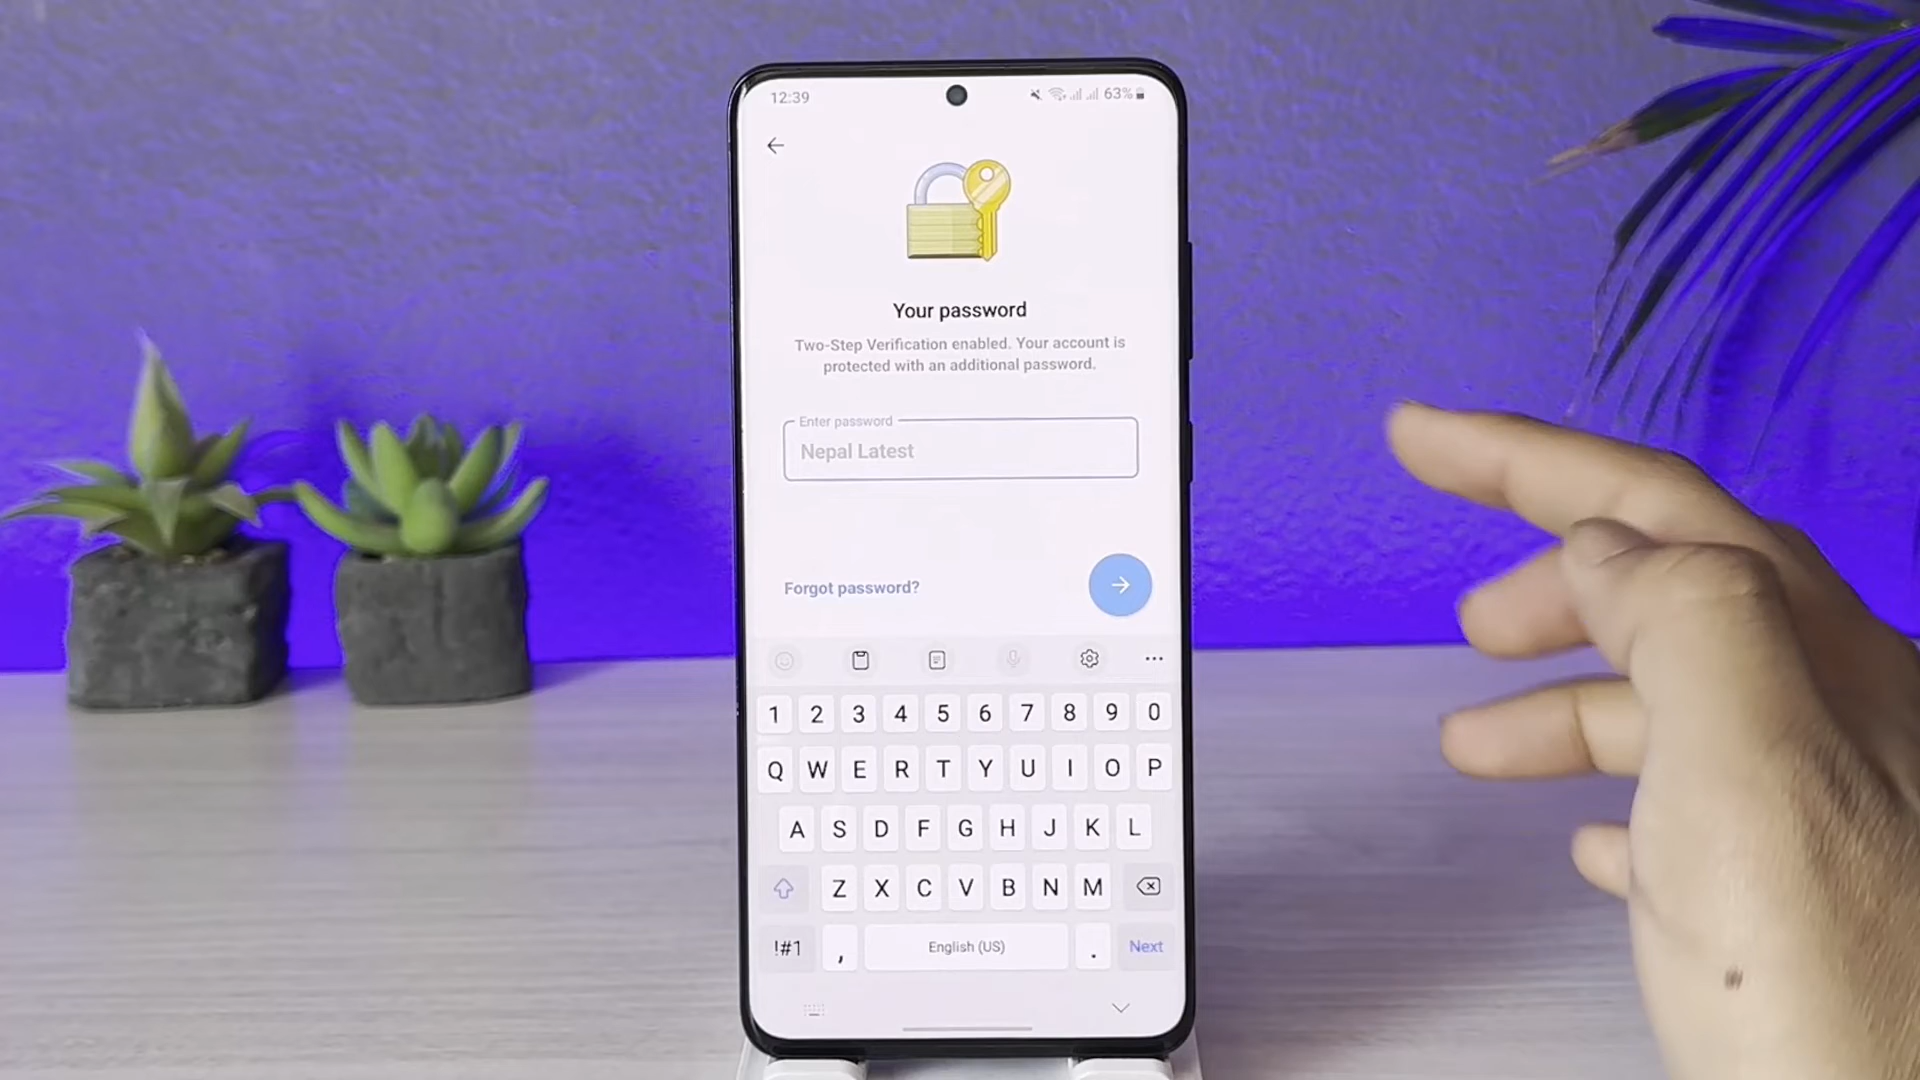 12:39
63%
Your password
Two-Step Verification enabled. Your account is
protected with an additional password.
Enter password
Nepal Latest
Forgot password?
1 2 3 4 5 6 7 8 9 0
Q W E R T Y U I O P
A S D F G H J K L
Z X C V B N M
!#1 , English (US) . Next